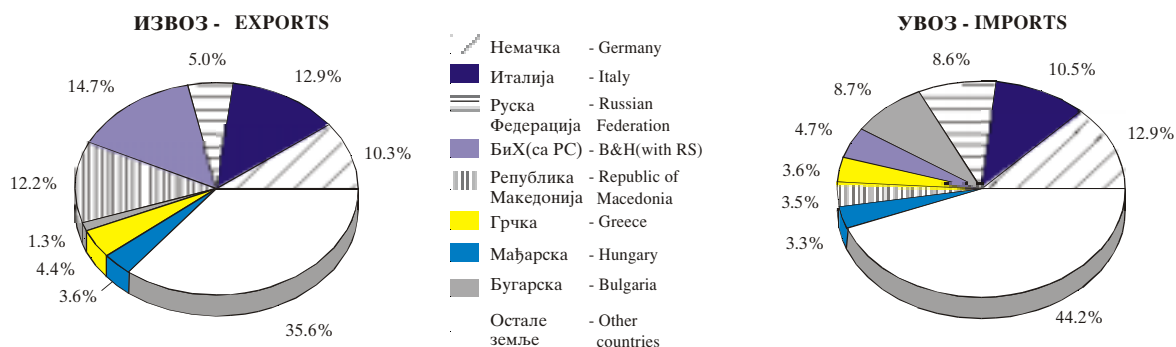 ИЗВОЗ - EXPORTS
5.0%
12.9%
14.7%
10.3%
12.2%
1.3%
4.4%
3.6%
35.6%
Немачка - Germany
Италија - Italy
Руска - Russian
Федерација Federation
БиХ(са РС) - B&H(with RS)
Република - Republic of
Македонија Macedonia
Грчка - Greece
Мађарска - Hungary
Бугарска - Bulgaria
Остале - Other
земље countries
УВОЗ - IMPORTS
8.6%
10.5%
8.7%
12.9%
4.7%
3.6%
3.5%
3.3%
44.2%